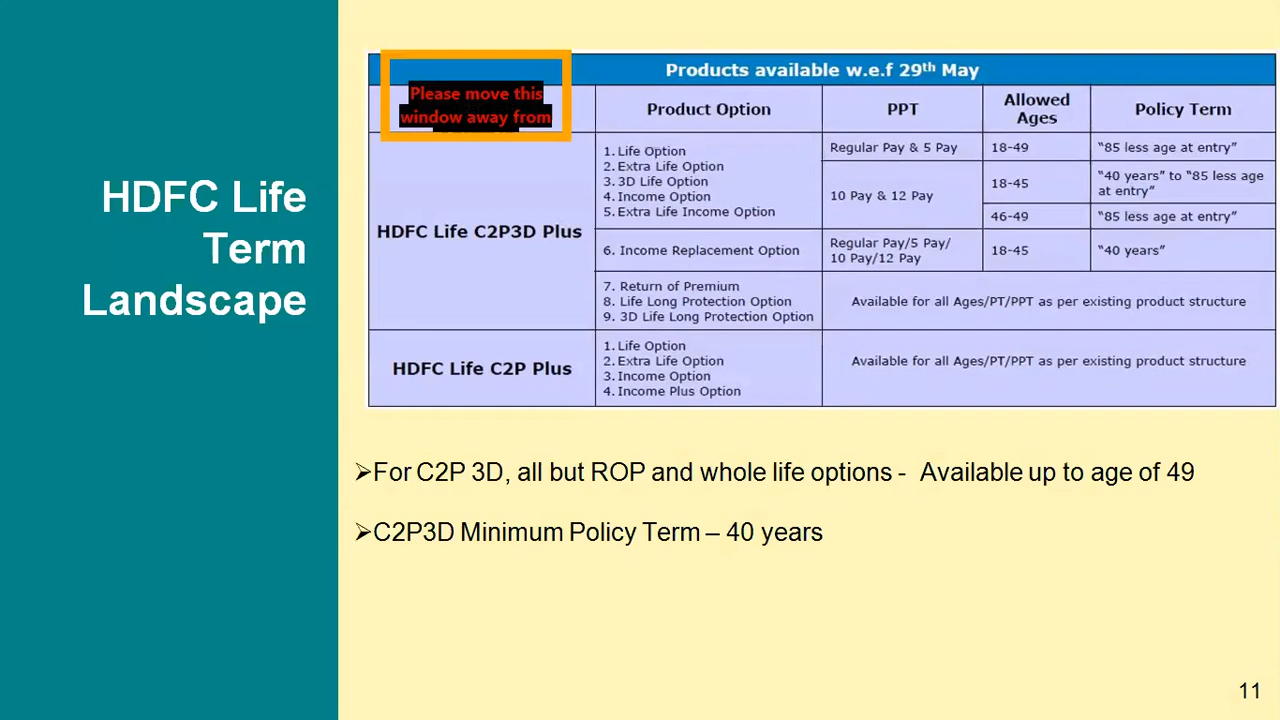 HDFC Life
Term
Landscape
Products available w.e.f 29th May
Please move this
window away from
Product Option
PPT
Allowed
Ages
Policy Term
HDFC Life C2P3D Plus
1. Life Option
2. Extra Life Option
3. 3D Life Option
4. Income Option
5. Extra Life Income Option
Regular Pay & 5 Pay
18-49
“85 less age at entry”
10 Pay & 12 Pay
18-45
“40 years” to “85 less age
at entry”
46-49
“85 less age at entry”
6. Income Replacement Option
Regular Pay/5 Pay/
10 Pay/12 Pay
18-45
“40 years”
7. Return of Premium
8. Life Long Protection Option
9. 3D Life Long Protection Option
Available for all Ages/PT/PPT as per existing product structure
HDFC Life C2P Plus
1. Life Option
2. Extra Life Option
3. Income Option
4. Income Plus Option
Available for all Ages/PT/PPT as per existing product structure
➢For C2P 3D, all but ROP and whole life options - Available up to age of 49
➢C2P3D Minimum Policy Term – 40 years
11